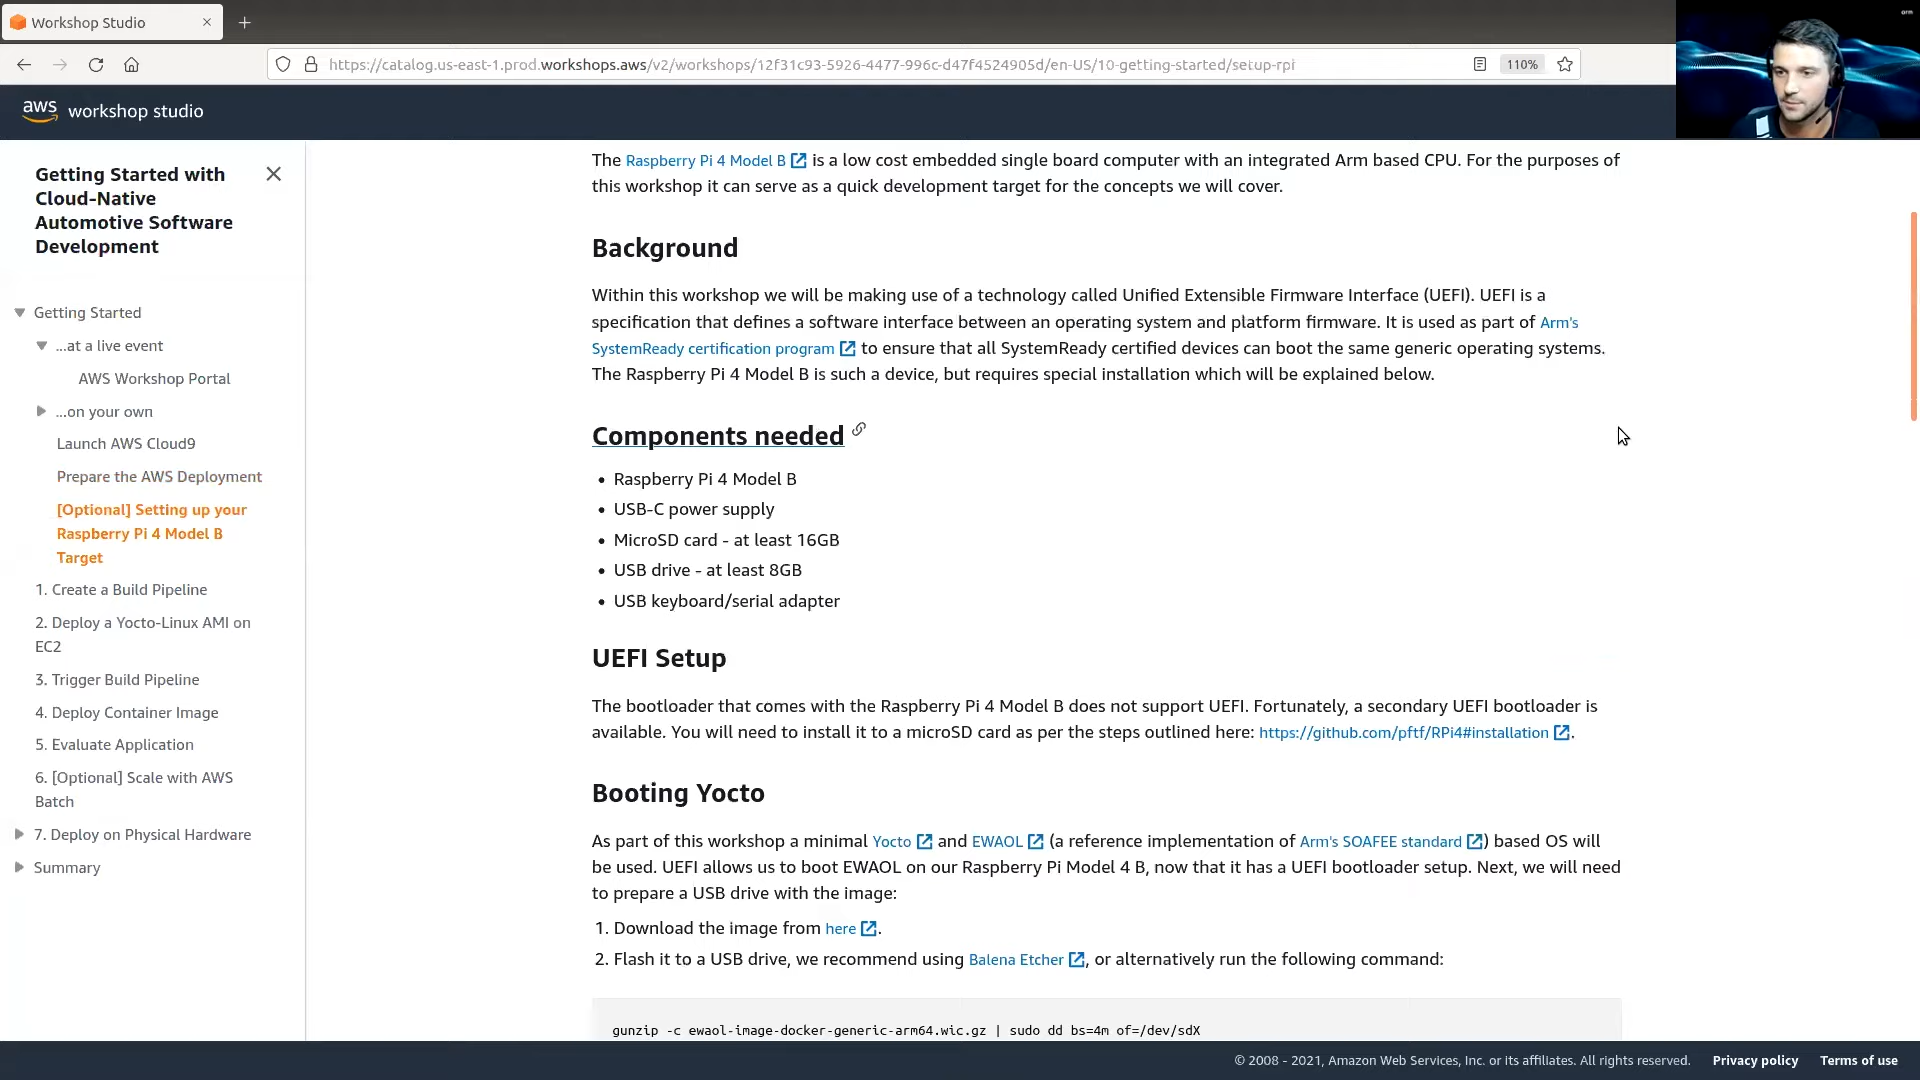 Workshop Studio
https://catalog.us-east-1.prod.workshops.aws/v2/workshops/12f31c93-5926-4477-996c-d47f4524905d/en-US/10-getting-started/setup-rpi
110%
arm
aws workshop studio
Getting Started with
Cloud-Native
Automotive Software
Development
Getting Started
...at a live event
AWS Workshop Portal
...on your own
Launch AWS Cloud9
Prepare the AWS Deployment
[Optional] Setting up your
Raspberry Pi 4 Model B
Target
1. Create a Build Pipeline
2. Deploy a Yocto-Linux AMI on
EC2
3. Trigger Build Pipeline
4. Deploy Container Image
5. Evaluate Application
6. [Optional] Scale with AWS
Batch
7. Deploy on Physical Hardware
Summary
The Raspberry Pi 4 Model B is a low cost embedded single board computer with an integrated Arm based CPU. For the purposes of
this workshop it can serve as a quick development target for the concepts we will cover.
Background
Within this workshop we will be making use of a technology called Unified Extensible Firmware Interface (UEFI). UEFI is a
specification that defines a software interface between an operating system and platform firmware. It is used as part of Arm's
SystemReady certification program to ensure that all SystemReady certified devices can boot the same generic operating systems.
The Raspberry Pi 4 Model B is such a device, but requires special installation which will be explained below.
Components needed
• Raspberry Pi 4 Model B
• USB-C power supply
• MicroSD card - at least 16GB
• USB drive - at least 8GB
• USB keyboard/serial adapter
UEFI Setup
The bootloader that comes with the Raspberry Pi 4 Model B does not support UEFI. Fortunately, a secondary UEFI bootloader is
available. You will need to install it to a microSD card as per the steps outlined here: https://github.com/pftf/RPi4#installation.
Booting Yocto
As part of this workshop a minimal Yocto and EWAOL (a reference implementation of Arm's SOAFEE standard) based OS will
be used. UEFI allows us to boot EWAOL on our Raspberry Pi Model 4 B, now that it has a UEFI bootloader setup. Next, we will need
to prepare a USB drive with the image:
1. Download the image from here.
2. Flash it to a USB drive, we recommend using Balena Etcher, or alternatively run the following command:
gunzip -c ewaol-image-docker-generic-arm64.wic.gz | sudo dd bs=4m of=/dev/sdX
© 2008 - 2021, Amazon Web Services, Inc. or its affiliates. All rights reserved. Privacy policy Terms of use